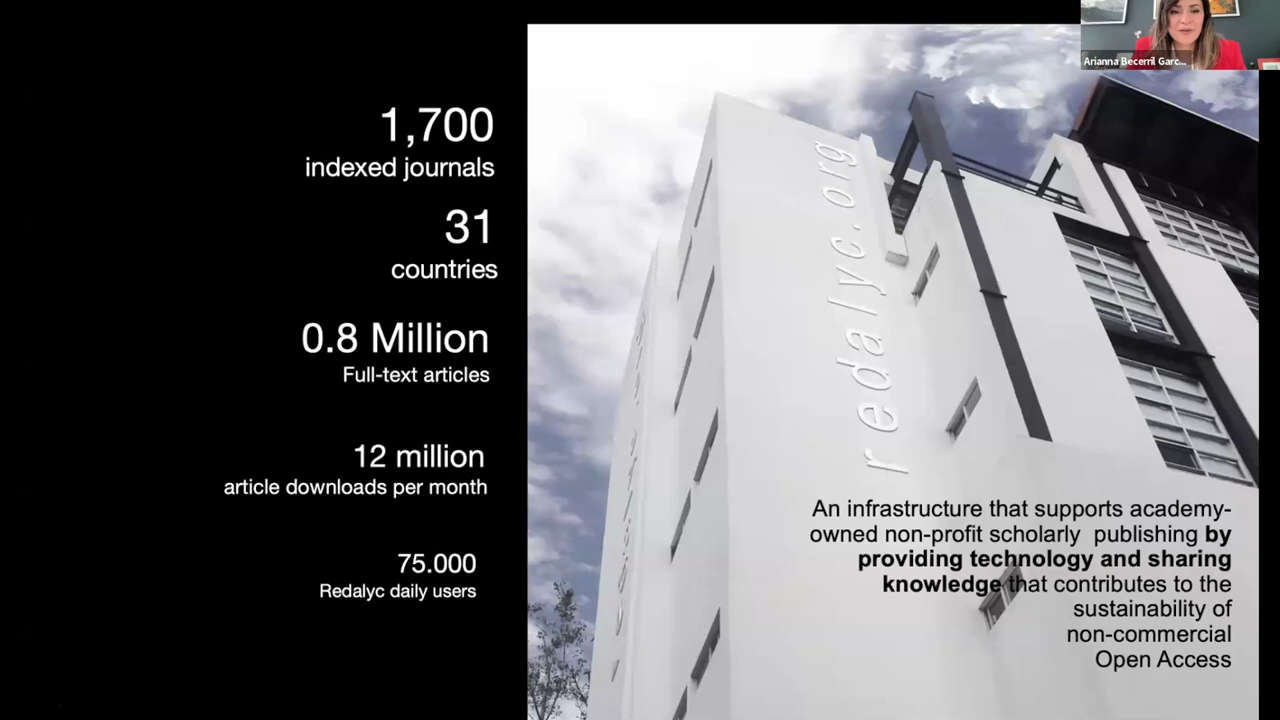 Arianna Becerril Garc...
1,700
indexed journals
31
countries
0.8 Million
Full-text articles
12 million
article downloads per month
75.000
Redalyc daily users
redalyc.org
An infrastructure that supports academy-
owned non-profit scholarly publishing by
providing technology and sharing
knowledge that contributes to the
sustainability of
non-commercial
Open Access